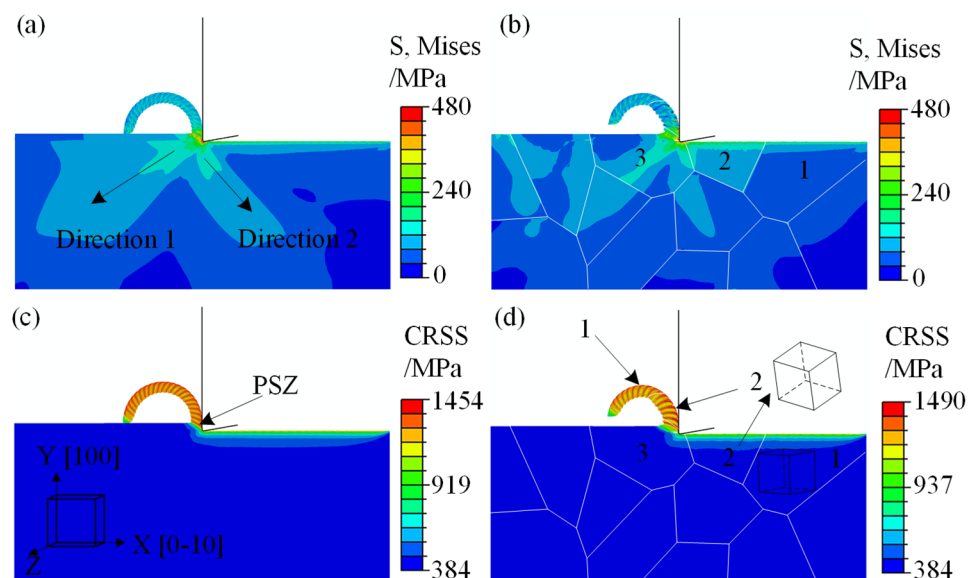 (a)
S, Mises
/MPa
480
240
0
Direction 1
Direction 2
(b)
S, Mises
/MPa
480
240
0
3
2
1
(c)
CRSS
/MPa
1454
919
384
PSZ
Y [100]
X [0-10]
Z
(d)
CRSS
/MPa
1490
937
384
1
2
3
2
1